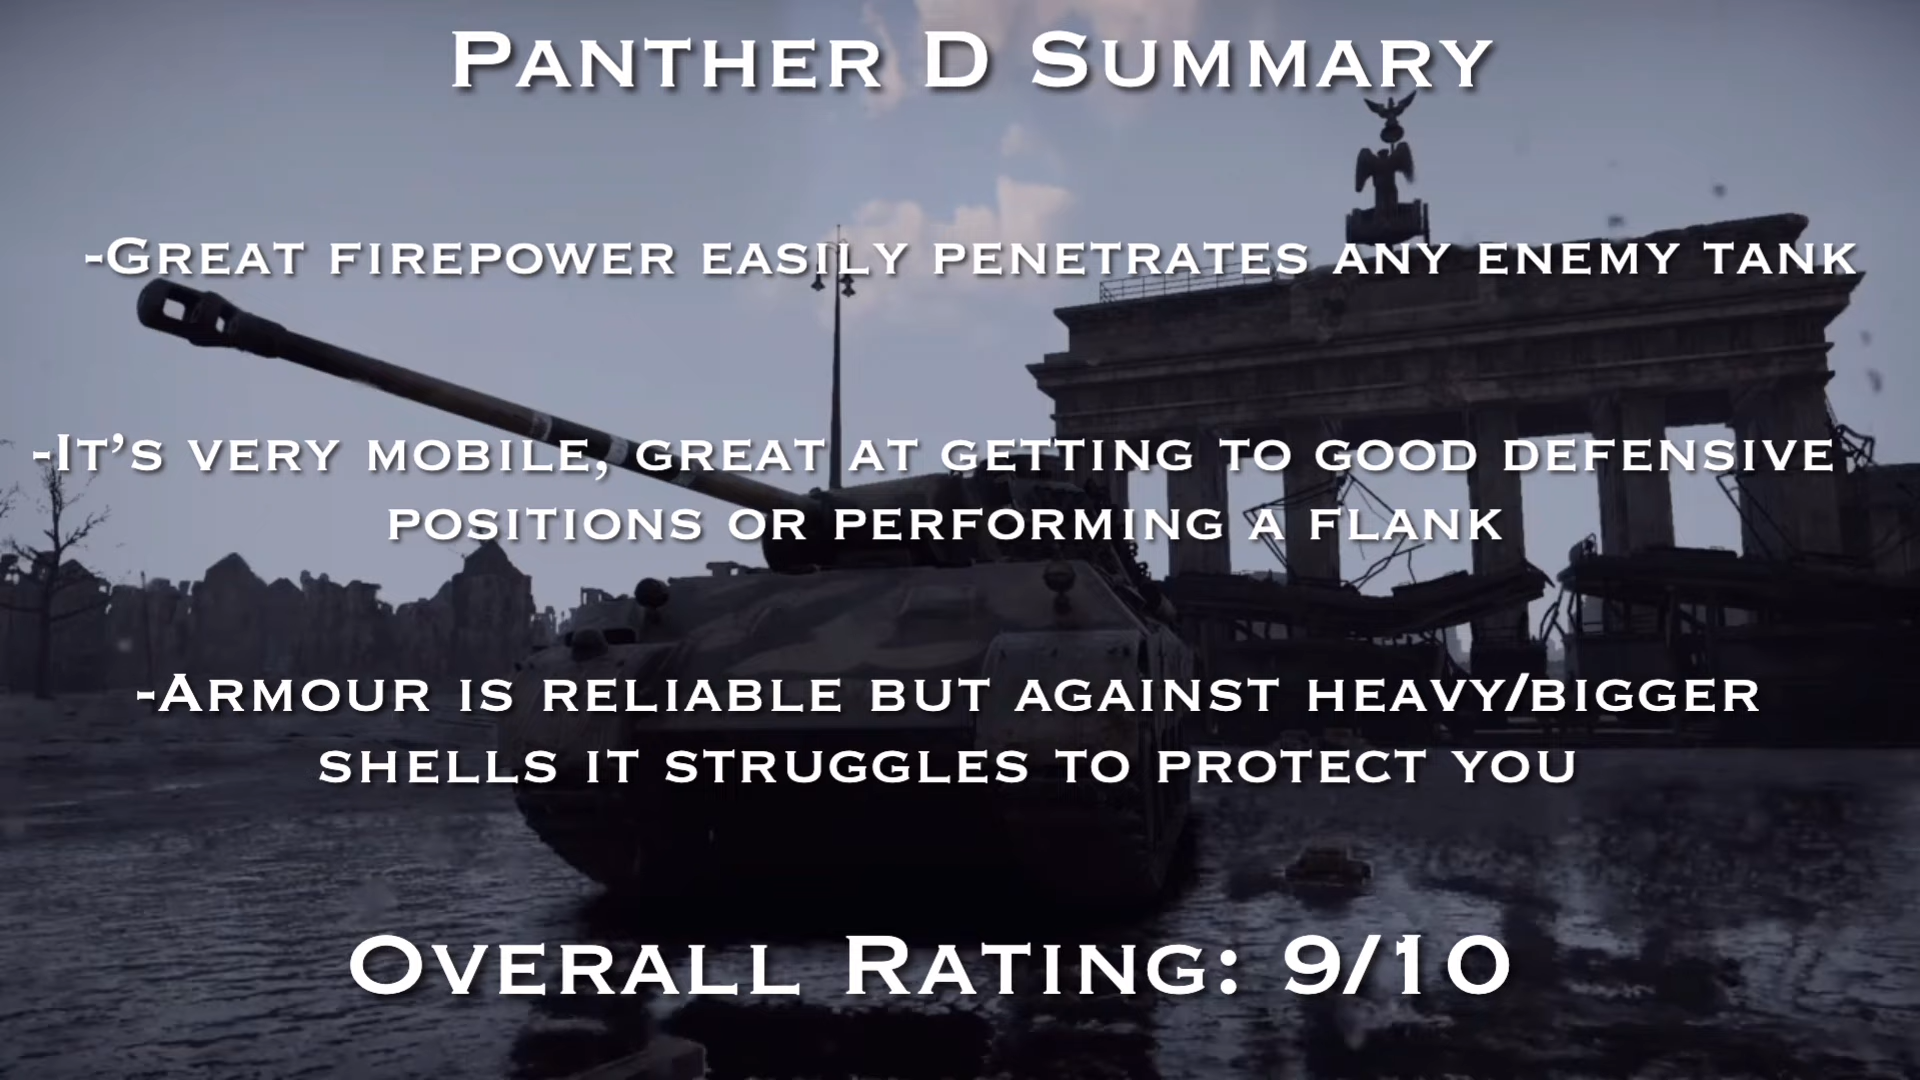 Panther D Summary
-Great firepower easily penetrates any enemy tank
-It’s very mobile, great at getting to good defensive
positions or performing a flank
-Armour is reliable but against heavy/bigger
shells it struggles to protect you
Overall Rating: 9/10